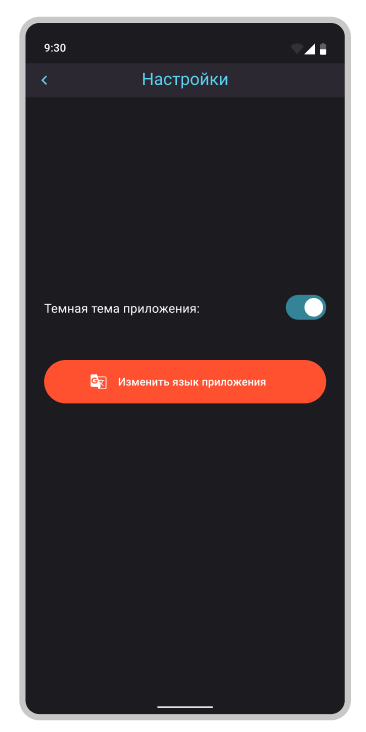 9:30
Настройки
Темная тема приложения:
Изменить язык приложения